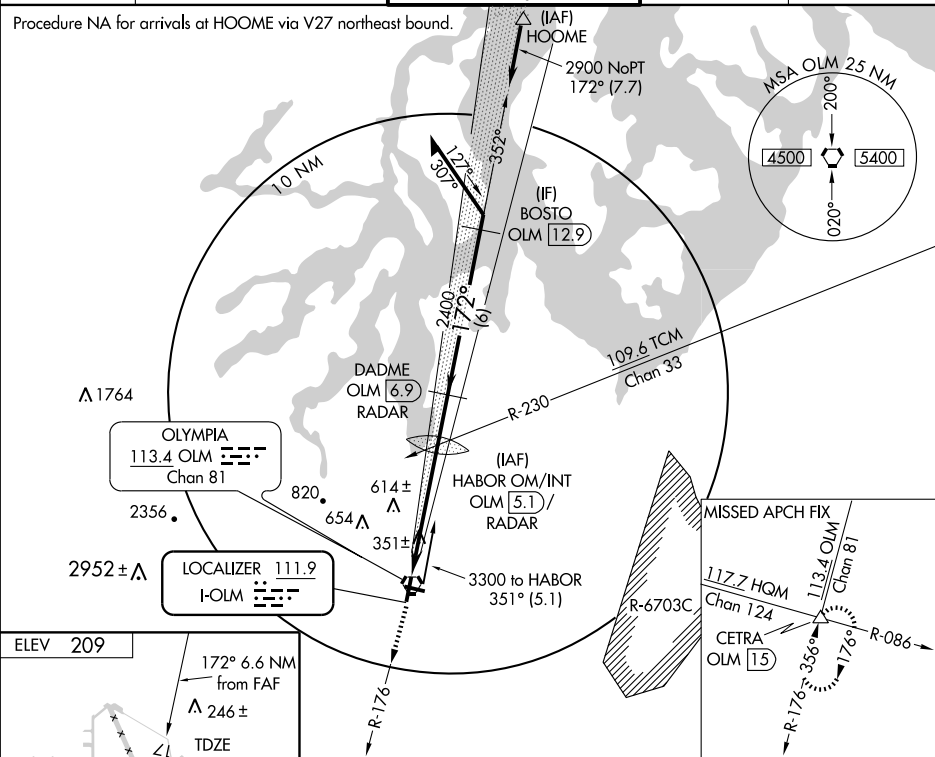 Procedure NA for arrivals at HOOME via V27 northeast bound.
(IAF)
HOOME
2900 NoPT
172° (7.7)
352°
MSA OLM 25 NM
200°
4500
5400
020°
10 NM
127°
307°
(IF)
BOSTO
OLM 12.9
2400
172°
(6)
109.6 TCM
Chan 33
R-230
DADME
OLM 6.9
RADAR
1764
OLYMPIA
113.4 OLM
Chan 81
(IAF)
HABOR OM/INT
OLM 5.1 /
RADAR
614±
820
654
2356
351±
2952±
LOCALIZER 111.9
I-OLM
3300 to HABOR
351° (5.1)
R-6703C
R-176
MISSED APCH FIX
113.4 OLM
Chan 81
117.7 HQM
Chan 124
CETRA
OLM 15
R-086
356°
176°
R-176
ELEV 209
172° 6.6 NM
from FAF
246±
TDZE